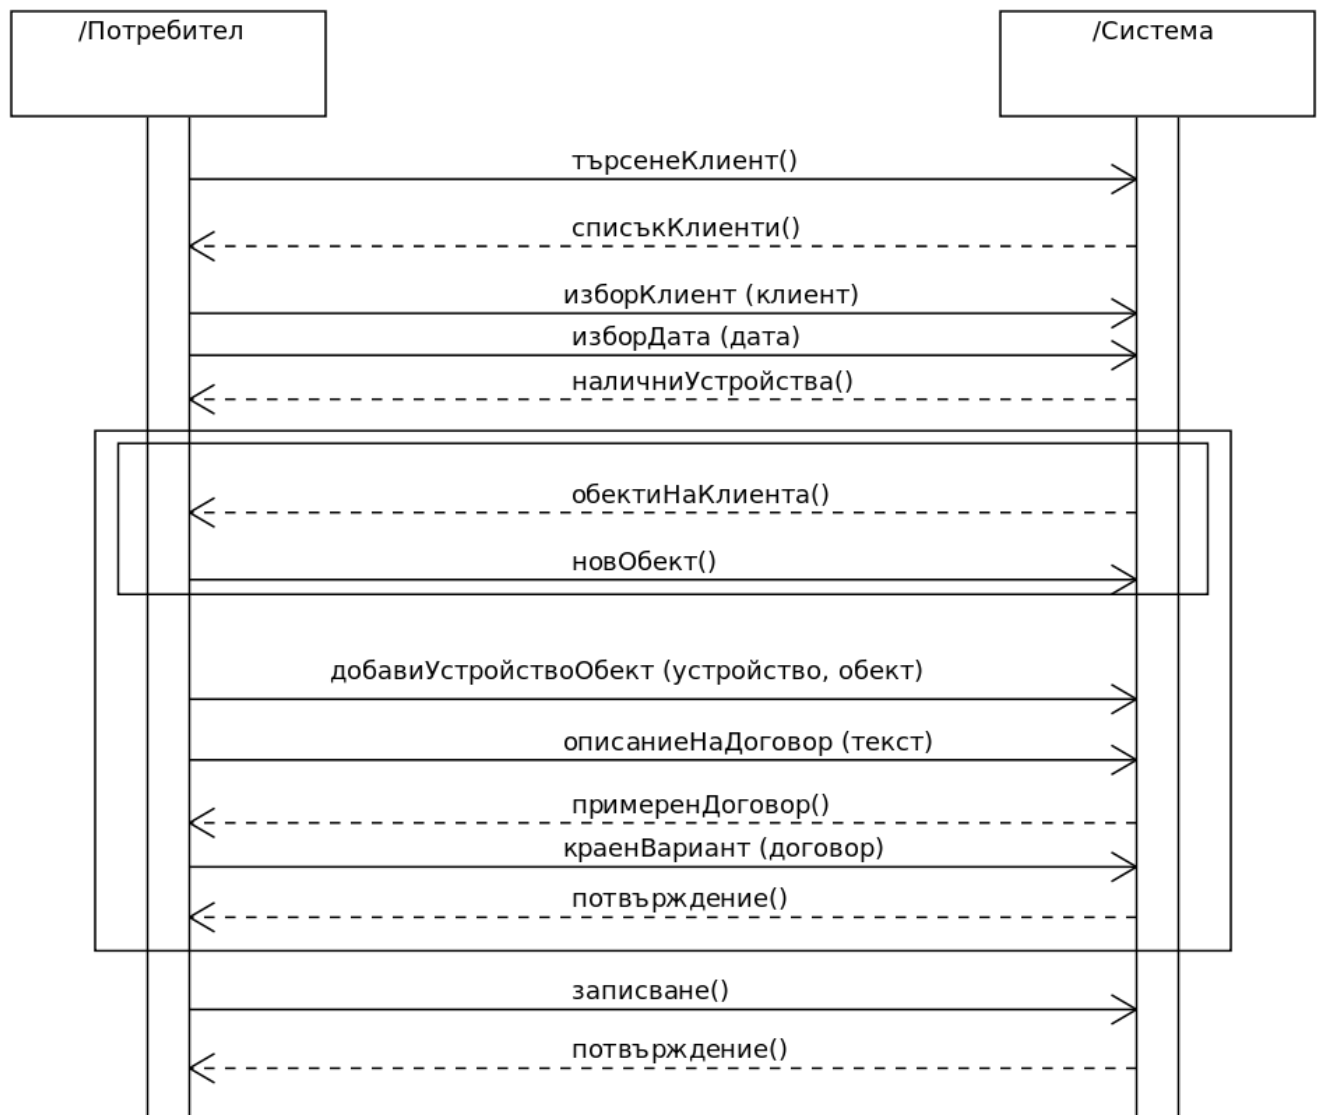 /Потребител
/Система
търсенеКлиент()
списъкКлиенти()
изборКлиент (клиент)
изборДата (дата)
наличниУстройства()
обектиНаКлиента()
новОбект()
добавиУстройствоОбект (устройство, обект)
описаниеНаДоговор (текст)
примеренДоговор()
краенВариант (договор)
потвърждение()
записване()
потвърждение()